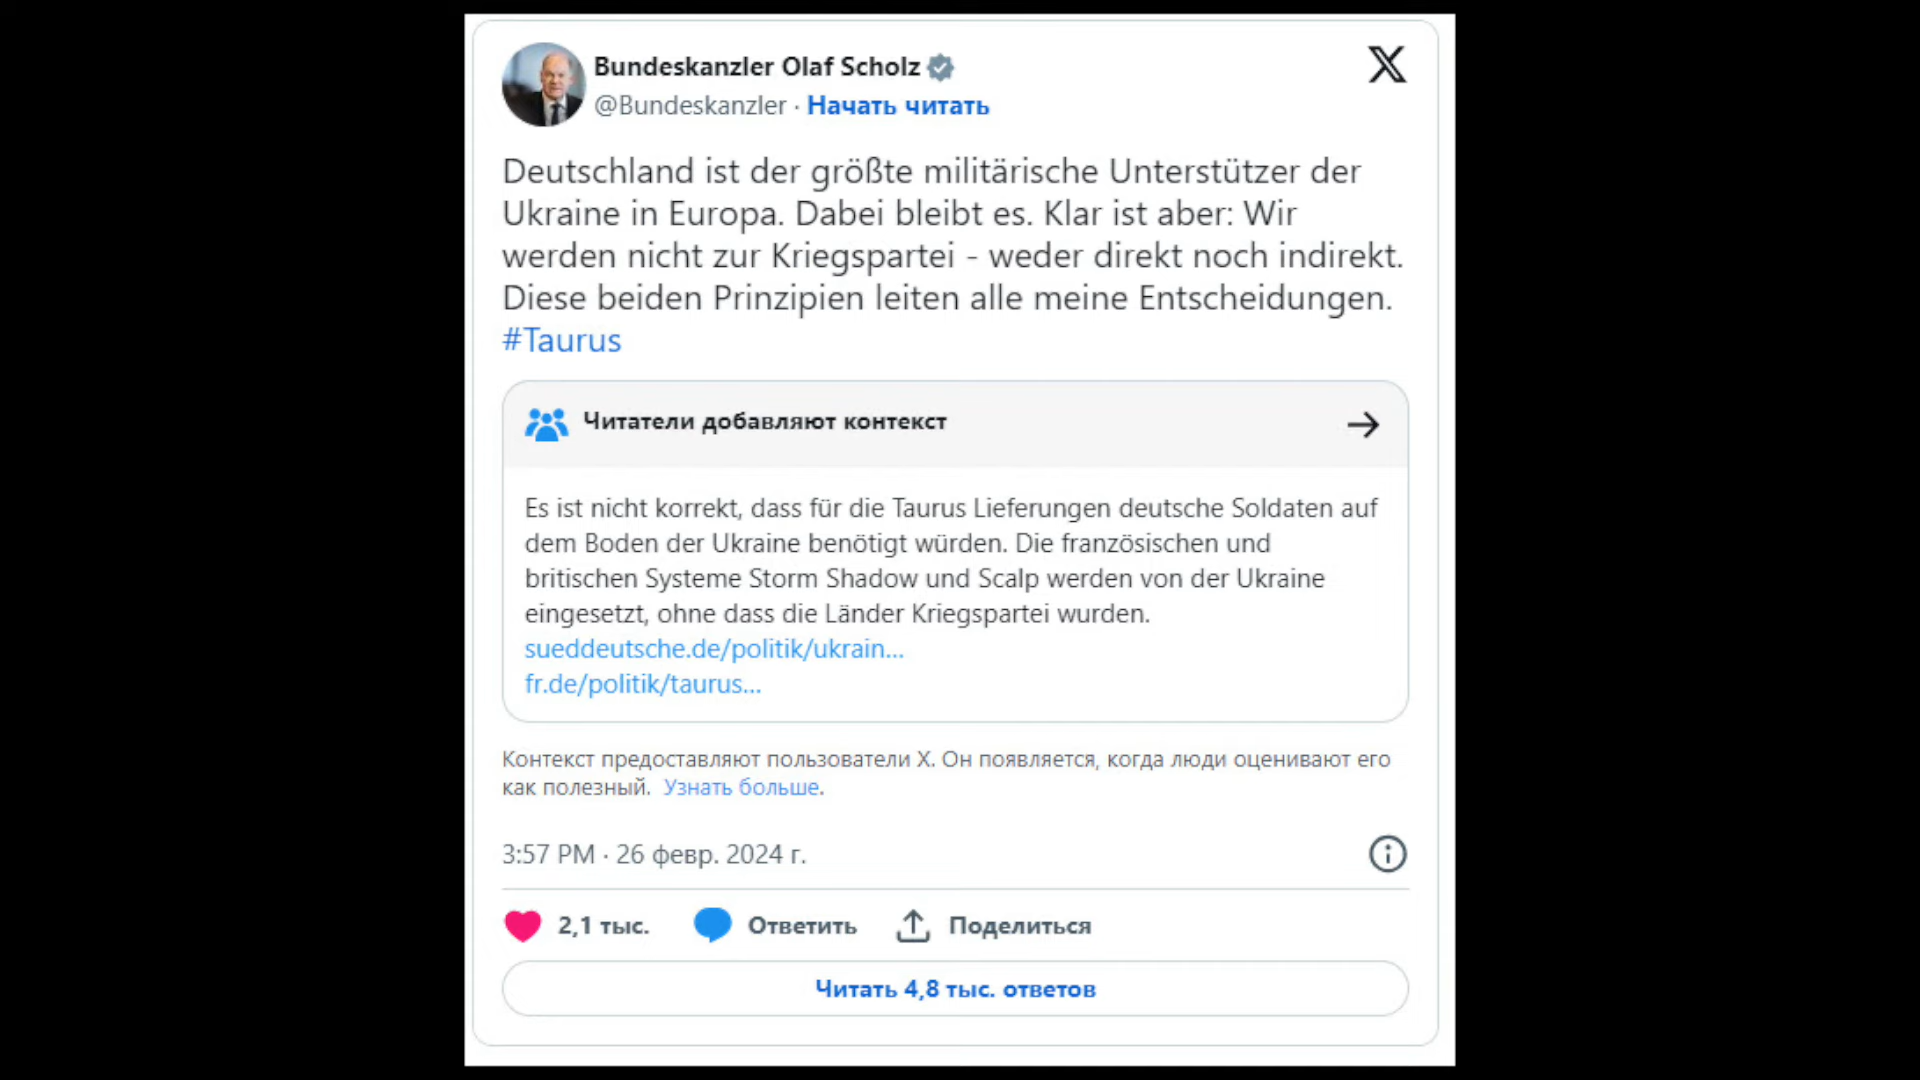 Bundeskanzler Olaf Scholz
@Bundeskanzler · Начать читать
Deutschland ist der größte militärische Unterstützer der
Ukraine in Europa. Dabei bleibt es. Klar ist aber: Wir
werden nicht zur Kriegspartei - weder direkt noch indirekt.
Diese beiden Prinzipien leiten alle meine Entscheidungen.
#Taurus
Читатели добавляют контекст
Es ist nicht korrekt, dass für die Taurus Lieferungen deutsche Soldaten auf
dem Boden der Ukraine benötigt würden. Die französischen und
britischen Systeme Storm Shadow und Scalp werden von der Ukraine
eingesetzt, ohne dass die Länder Kriegspartei wurden.
sueddeutsche.de/politik/ukrain...
fr.de/politik/taurus...
Контекст предоставляют пользователи X. Он появляется, когда люди оценивают его
как полезный. Узнать больше.
3:57 PM · 26 февр. 2024 г.
2,1 тыс. Ответить Поделиться
Читать 4,8 тыс. ответов